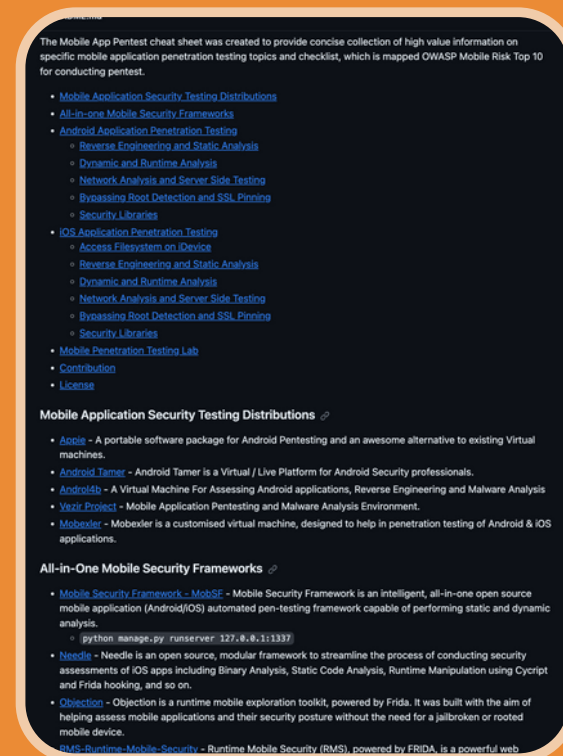 The Mobile App Pentest cheat sheet was created to provide concise collection of high value information on
specific mobile application penetration testing topics and checklist, which is mapped OWASP Mobile Risk Top 10
for conducting pentest.
• Mobile Application Security Testing Distributions
• All-in-one Mobile Security Frameworks
• Android Application Penetration Testing
◦ Reverse Engineering and Static Analysis
◦ Dynamic and Runtime Analysis
◦ Network Analysis and Server Side Testing
◦ Bypassing Root Detection and SSL Pinning
◦ Security Libraries
• iOS Application Penetration Testing
◦ Access Filesystem on iDevice
◦ Reverse Engineering and Static Analysis
◦ Dynamic and Runtime Analysis
◦ Network Analysis and Server Side Testing
◦ Bypassing Root Detection and SSL Pinning
◦ Security Libraries
• Mobile Penetration Testing Lab
• Contribution
• License
Mobile Application Security Testing Distributions
• Appie - A portable software package for Android Pentesting and an awesome alternative to existing Virtual
machines.
• Android Tamer - Android Tamer is a Virtual / Live Platform for Android Security professionals.
• Androl4b - A Virtual Machine For Assessing Android applications, Reverse Engineering and Malware Analysis
• Vezir Project - Mobile Application Pentesting and Malware Analysis Environment.
• Mobexler - Mobexler is a customised virtual machine, designed to help in penetration testing of Android & iOS
applications.
All-in-One Mobile Security Frameworks
• Mobile Security Framework - MobSF - Mobile Security Framework is an intelligent, all-in-one open source
mobile application (Android/iOS) automated pen-testing framework capable of performing static and dynamic
analysis.
◦ python manage.py runserver 127.0.0.1:1337
• Needle - Needle is an open source, modular framework to streamline the process of conducting security
assessments of iOS apps including Binary Analysis, Static Code Analysis, Runtime Manipulation using Cycript
and Frida hooking, and so on.
• Objection - Objection is a runtime mobile exploration toolkit, powered by Frida. It was built with the aim of
helping assess mobile applications and their security posture without the need for a jailbroken or rooted
mobile device.
RMS-Runtime-Mobile-Security - Runtime Mobile Security (RMS), powered by FRIDA, is a powerful web